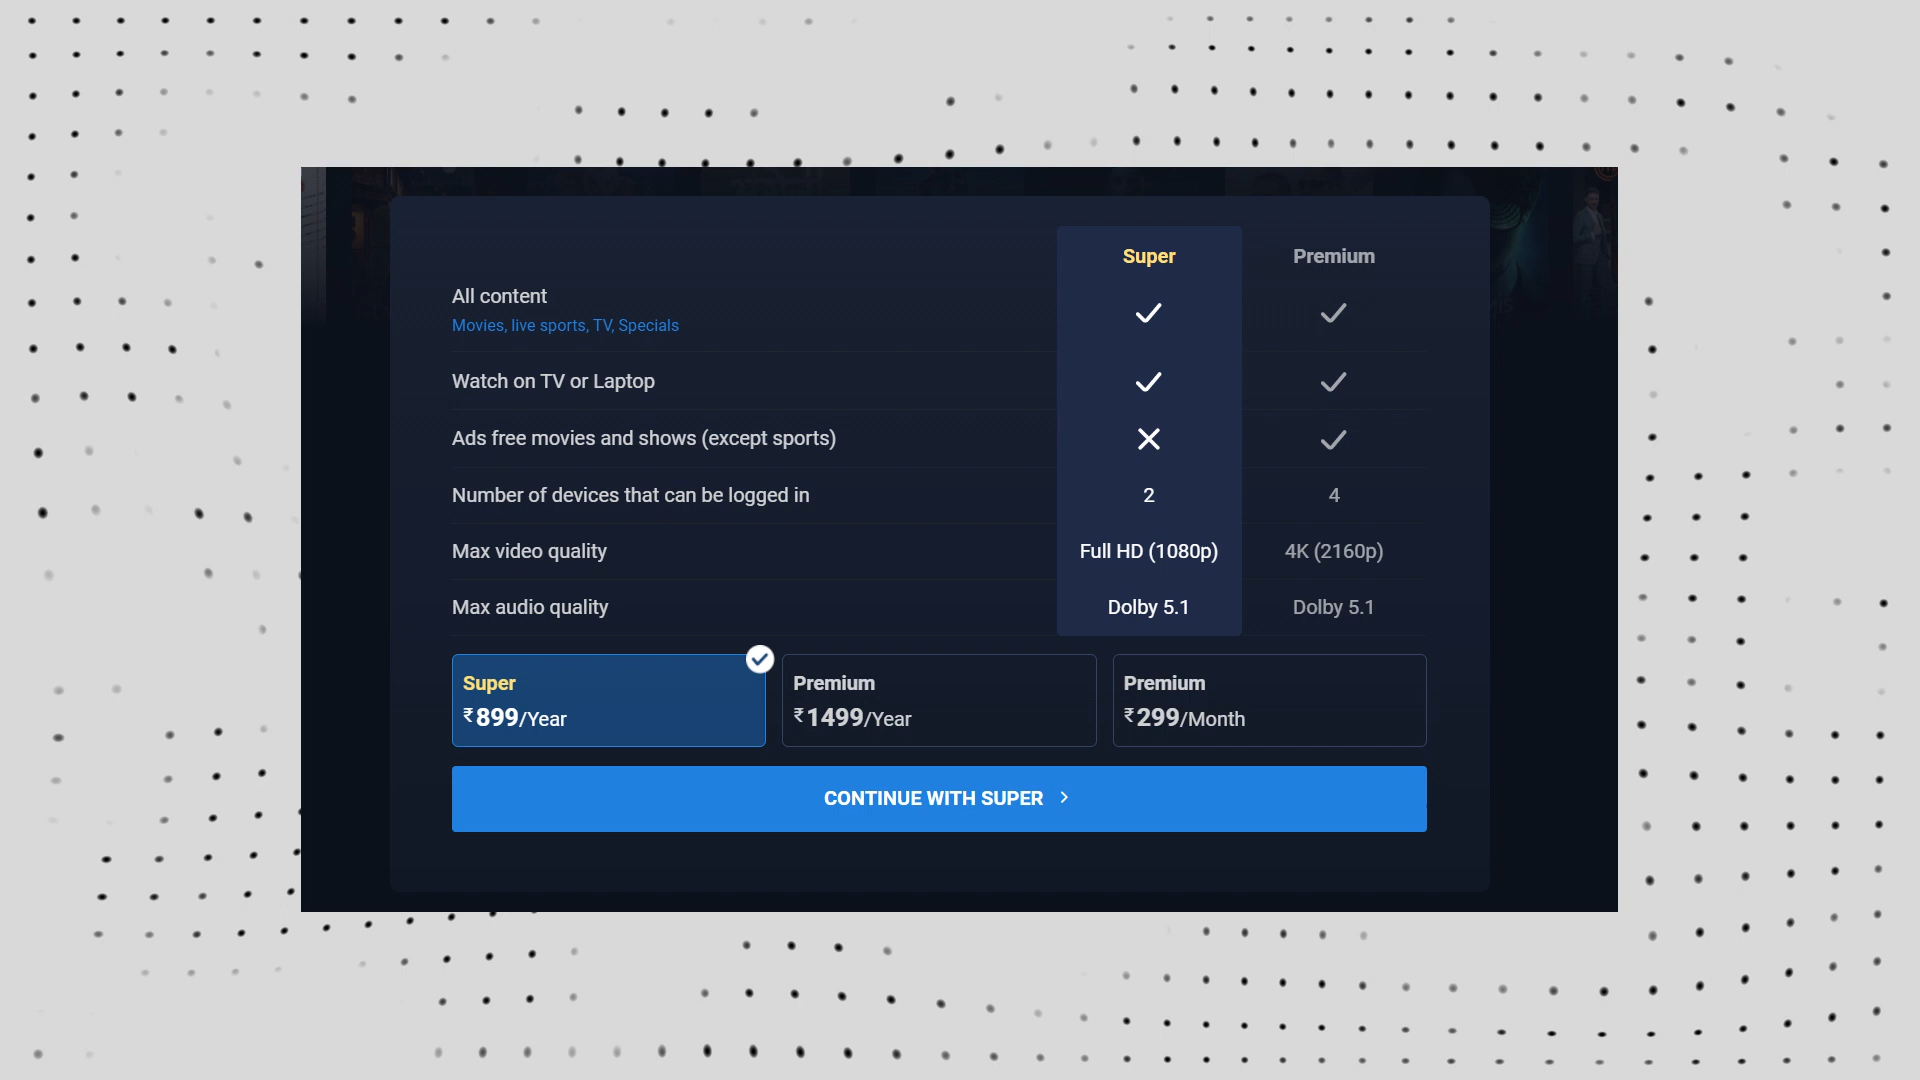 Super Premium
All content
Movies, live sports, TV, Specials
Watch on TV or Laptop
Ads free movies and shows (except sports)
Number of devices that can be logged in 2 4
Max video quality Full HD (1080p) 4K (2160p)
Max audio quality Dolby 5.1 Dolby 5.1
Super Premium Premium
₹899/Year ₹1499/Year ₹299/Month
CONTINUE WITH SUPER